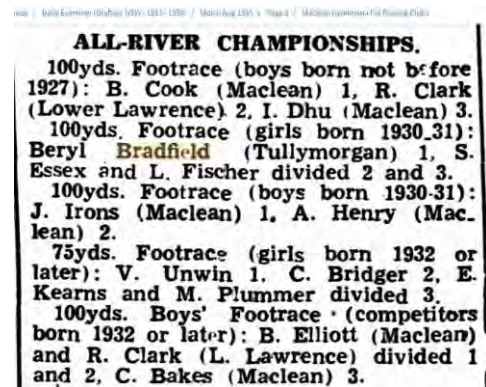 ALL-RIVER CHAMPIONSHIPS.
100yds. Footrace (boys born not before
1927): B. Cook (Maclean) 1, R. Clark
(Lower Lawrence) 2, I. Dhu (Maclean) 3.
100yds. Footrace (girls born 1930-31):
Beryl Bradfield (Tullymorgan) 1, S.
Essex and L. Fischer divided 2 and 3.
100yds. Footrace (boys born 1930-31):
J. Irons (Maclean) 1, A. Henry (Mac-
lean) 2.
75yds. Footrace (girls born 1932 or
later): V. Unwin 1, C. Bridger 2, E.
Kearns and M. Plummer divided 3.
100yds. Boys' Footrace (competitors
born 1932 or later): B. Elliott (Maclean)
and R. Clark (L. Lawrence) divided 1
and 2, C. Bakes (Maclean) 3.